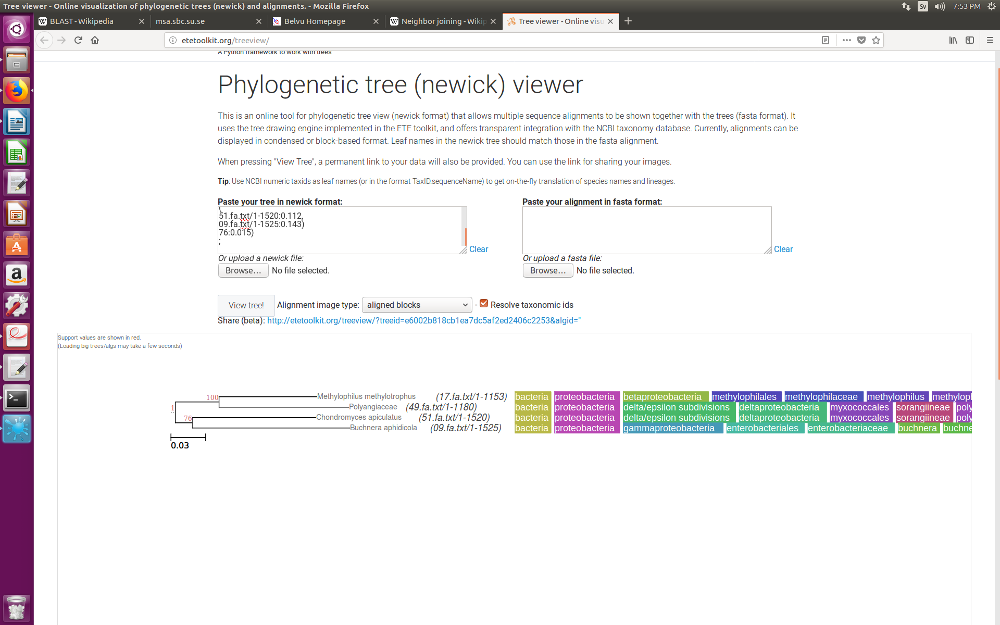 Tree viewer - Online visualization of phylogenetic trees (newick) and alignments. - Mozilla Firefox
Sv 7:53 PM
BLAST - Wikipedia
msa.sbc.su.se
Belvu Homepage
Neighbor joining - Wikip
Tree viewer - Online visu
etetoolkit.org/treeview/
A Python framework to work with trees
Phylogenetic tree (newick) viewer
This is an online tool for phylogenetic tree view (newick format) that allows multiple sequence alignments to be shown together with the trees (fasta format). It
uses the tree drawing engine implemented in the ETE toolkit, and offers transparent integration with the NCBI taxonomy database. Currently, alignments can be
displayed in condensed or block-based format. Leaf names in the newick tree should match those in the fasta alignment.
When pressing "View Tree", a permanent link to your data will also be provided. You can use the link for sharing your images.
Tip: Use NCBI numeric taxids as leaf names (or in the format TaxID.sequenceName) to get on-the-fly translation of species names and lineages.
Paste your tree in newick format:
(
51.fa.txt/1-1520:0.112,
09.fa.txt/1-1525:0.143)
76:0.015)
;
Clear
Or upload a newick file:
Browse... No file selected.
Paste your alignment in fasta format:
Clear
Or upload a fasta file:
Browse... No file selected.
View tree! Alignment image type: aligned blocks - Resolve taxonomic ids
Share (beta): http://etetoolkit.org/treeview/?treeid=e6002b818cb1ea7dc5af2ed2406c2253&algid="
Support values are shown in red.
(Loading big trees/algs may take a few seconds)
100 Methylophilus methylotrophus (17.fa.txt/1-1153) bacteria proteobacteria betaproteobacteria methylophilales methylophilaceae methylophilus methylopl
1 Polyangiaceae (49.fa.txt/1-1180) bacteria proteobacteria delta/epsilon subdivisions deltaproteobacteria myxococcales sorangiineae poly
76 Chondromyces apiculatus (51.fa.txt/1-1520) bacteria proteobacteria delta/epsilon subdivisions deltaproteobacteria myxococcales sorangiineae poly
Buchnera aphidicola (09.fa.txt/1-1525) bacteria proteobacteria gammaproteobacteria enterobacteriales enterobacteriaceae buchnera buchne
0.03